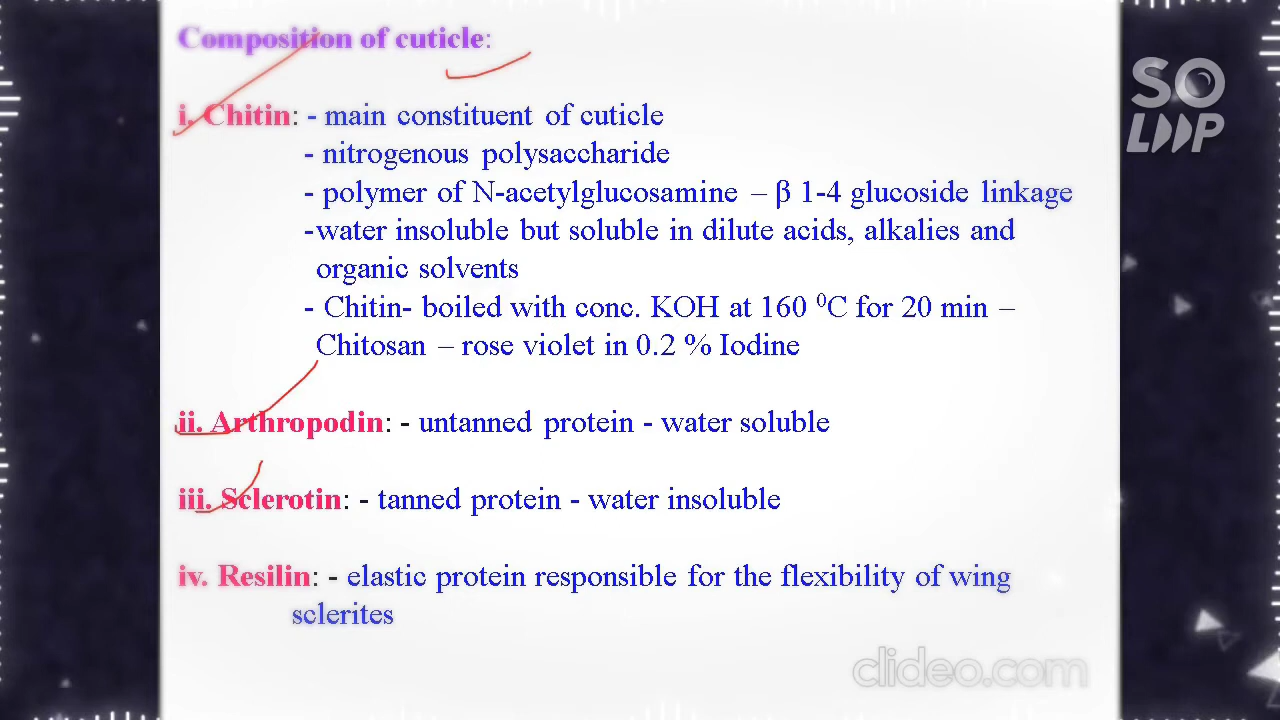 Composition of cuticle:
i. Chitin: - main constituent of cuticle
- nitrogenous polysaccharide
- polymer of N-acetylglucosamine – β 1-4 glucoside linkage
-water insoluble but soluble in dilute acids, alkalies and
organic solvents
- Chitin- boiled with conc. KOH at 160 ⁰C for 20 min –
Chitosan – rose violet in 0.2 % Iodine
ii. Arthropodin: - untanned protein - water soluble
iii. Sclerotin: - tanned protein - water insoluble
iv. Resilin: - elastic protein responsible for the flexibility of wing
sclerites
SO
LOOP
clideo.com